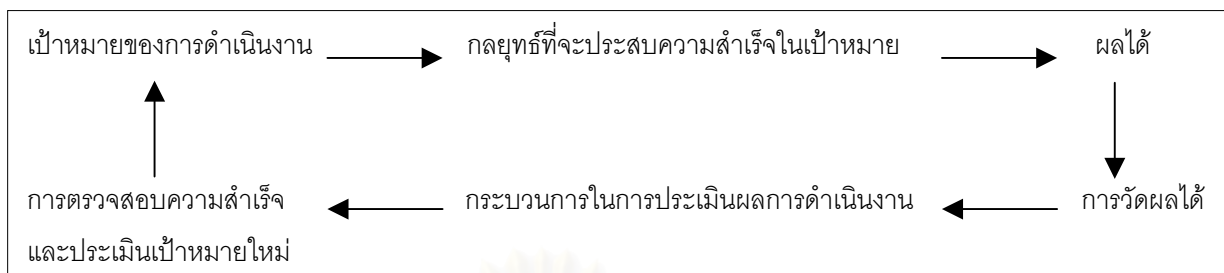 เป้าหมายของการดำเนินงาน กลยุทธ์ที่จะประสบความสำเร็จในเป้าหมาย ผลได้
การตรวจสอบความสำเร็จ กระบวนการในการประเมินผลการดำเนินงาน การวัดผลได้
และประเมินเป้าหมายใหม่